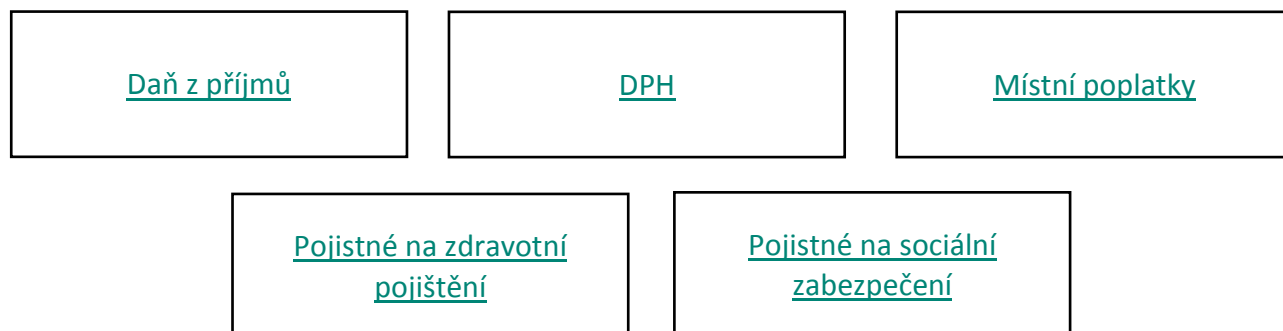 Daň z příjmů
DPH
Místní poplatky
Pojistné na zdravotní
pojištění
Pojistné na sociální
zabezpečení